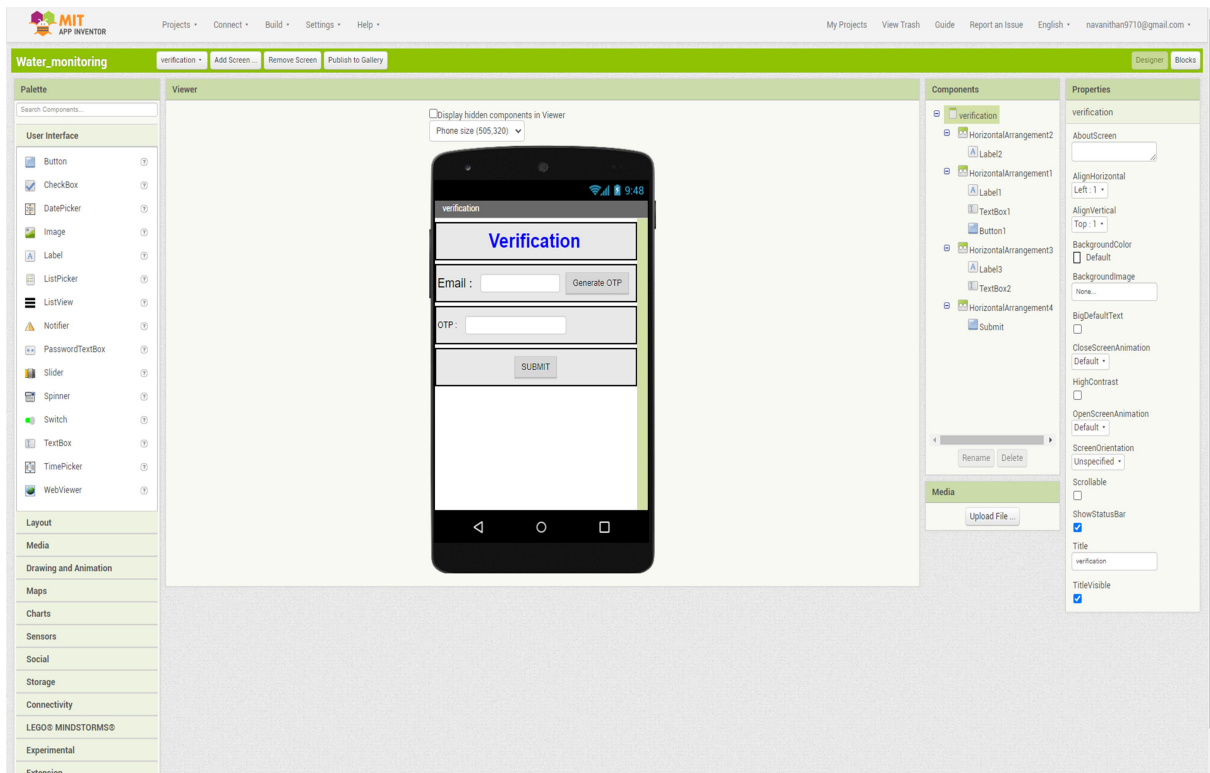 MIT
APP INVENTOR
Projects Connect Build Settings Help
My Projects View Trash Guide Report an Issue English navanithan9710@gmail.com
Water_monitoring
verification Add Screen ... Remove Screen Publish to Gallery
Designer Blocks
Palette
Search Components...
User Interface
Button
CheckBox
DatePicker
Image
Label
ListPicker
ListView
Notifier
PasswordTextBox
Slider
Spinner
Switch
TextBox
TimePicker
WebViewer
Layout
Media
Drawing and Animation
Maps
Charts
Sensors
Social
Storage
Connectivity
LEGO® MINDSTORMS®
Experimental
Extension
Viewer
Display hidden components in Viewer
Phone size (505,320)
9:48
verification
Verification
Email : Generate OTP
OTP :
SUBMIT
Components
verification
HorizontalArrangement2
Label2
HorizontalArrangement1
Label1
TextBox1
Button1
HorizontalArrangement3
Label3
TextBox2
HorizontalArrangement4
Submit
Rename Delete
Media
Upload File ...
Properties
verification
AboutScreen
AlignHorizontal
Left : 1
AlignVertical
Top : 1
BackgroundColor
Default
BackgroundImage
None...
BigDefaultText
CloseScreenAnimation
Default
HighContrast
OpenScreenAnimation
Default
ScreenOrientation
Unspecified
Scrollable
ShowStatusBar
Title
verification
TitleVisible